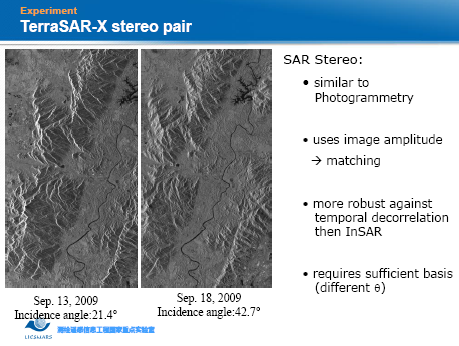 Experiment
TerraSAR-X stereo pair
SAR Stereo:
• similar to
Photogrammetry
• uses image amplitude
→ matching
• more robust against
temporal decorrelation
then InSAR
• requires sufficient basis
(different θ)
Sep. 13, 2009
Incidence angle:21.4°
Sep. 18, 2009
Incidence angle:42.7°
LIESMARS
测绘遥感信息工程国家重点实验室